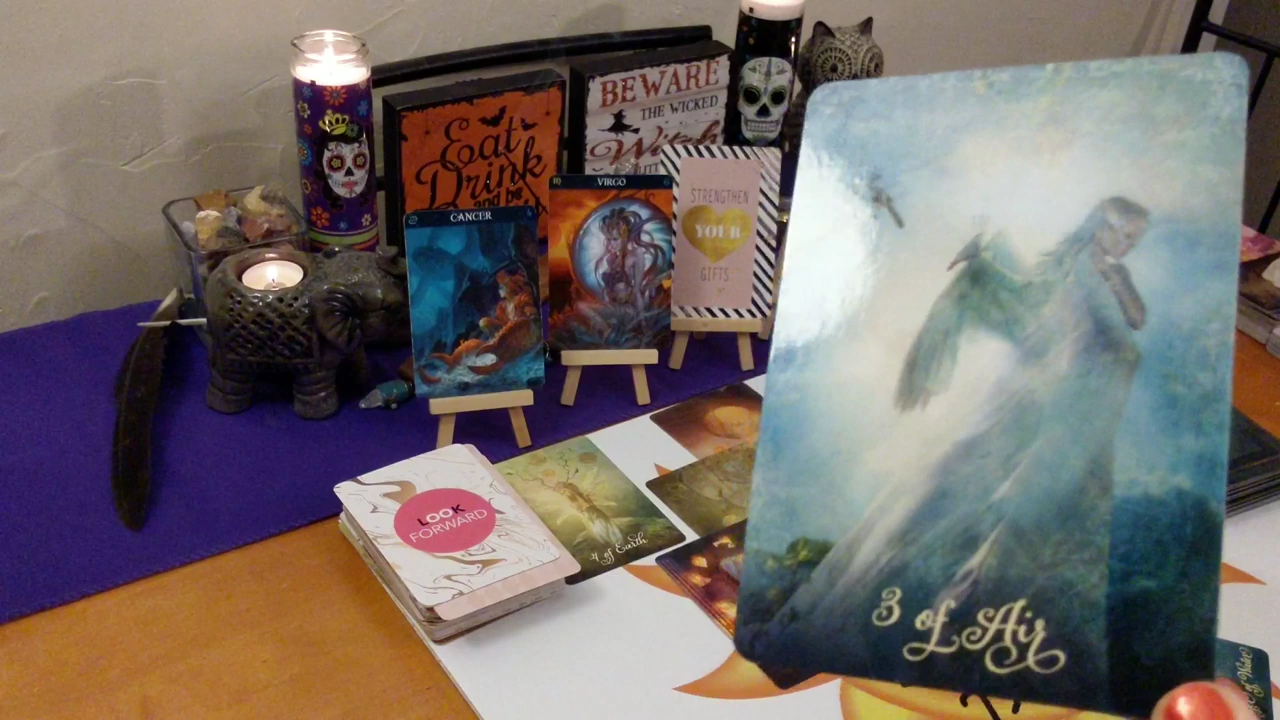 Eat
Drink
and be
BEWARE
THE WICKED
Witch
CANCER
VIRGO
STRENGTHEN
YOUR
GIFTS
LOOK
FORWARD
4 of Earth
3 of Air